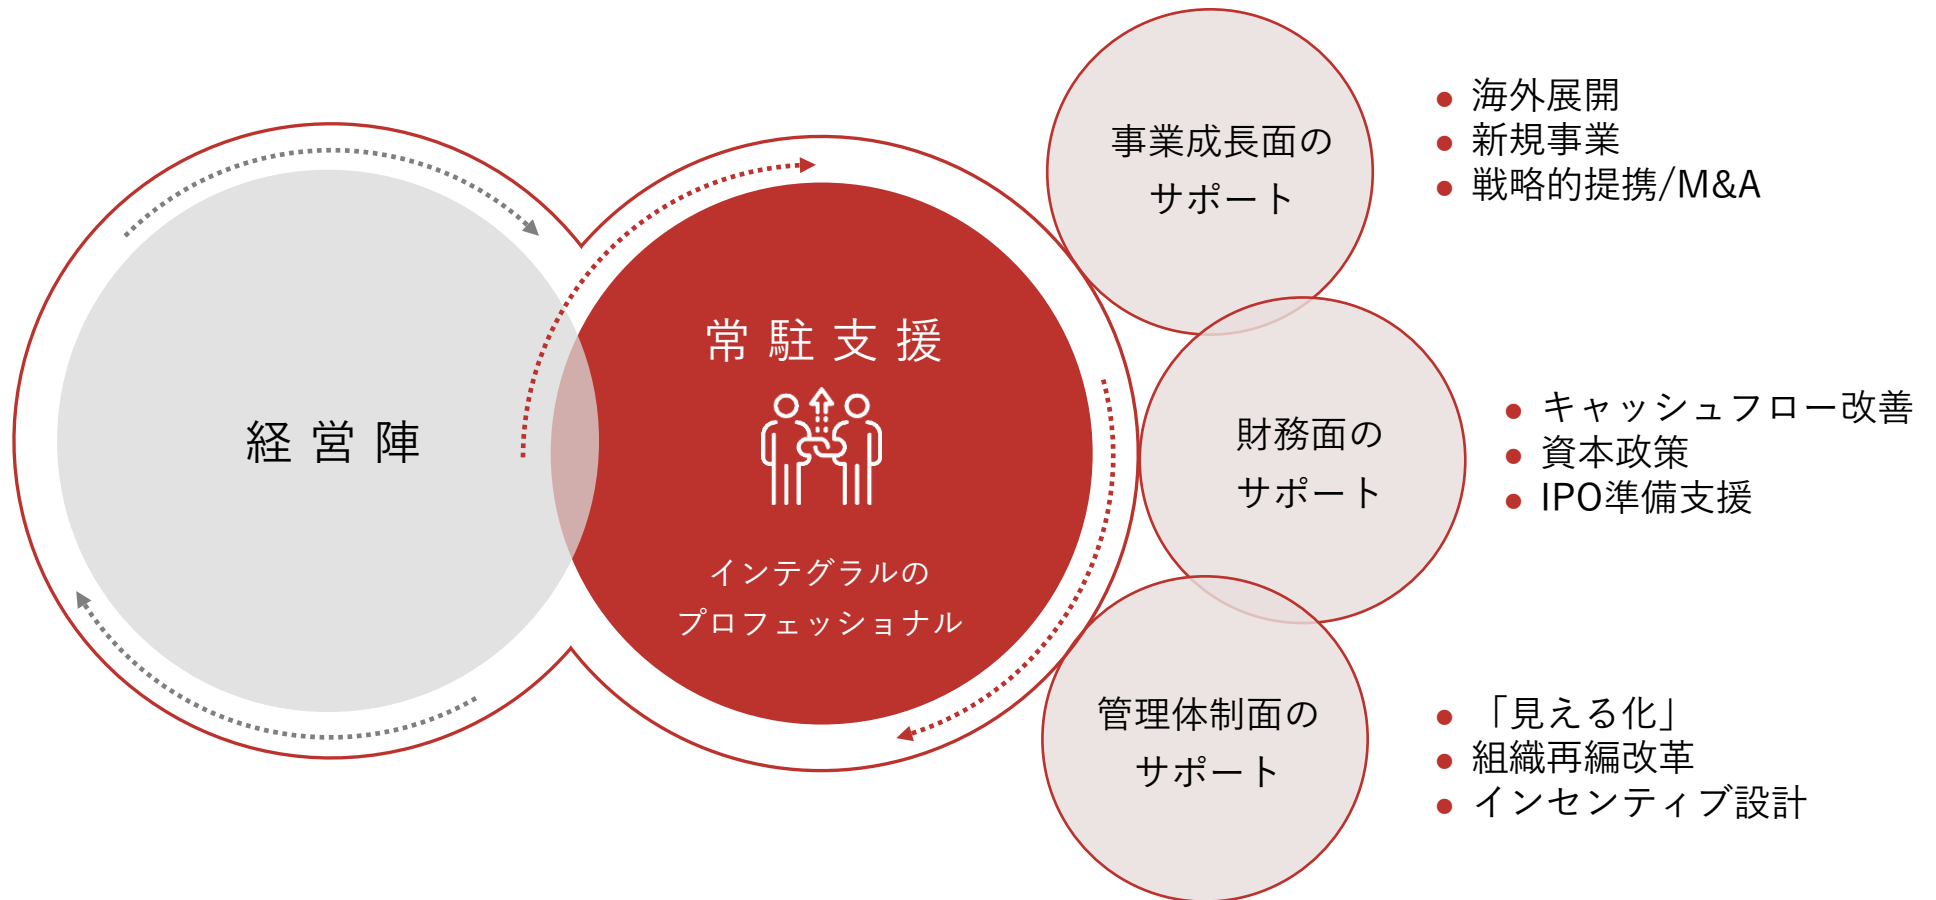 経営陣
常駐支援
インテグラルの
プロフェッショナル
事業成長面の
サポート
海外展開
新規事業
戦略的提携/M&A
財務面の
サポート
キャッシュフロー改善
資本政策
IPO準備支援
管理体制面の
サポート
「見える化」
組織再編改革
インセンティブ設計